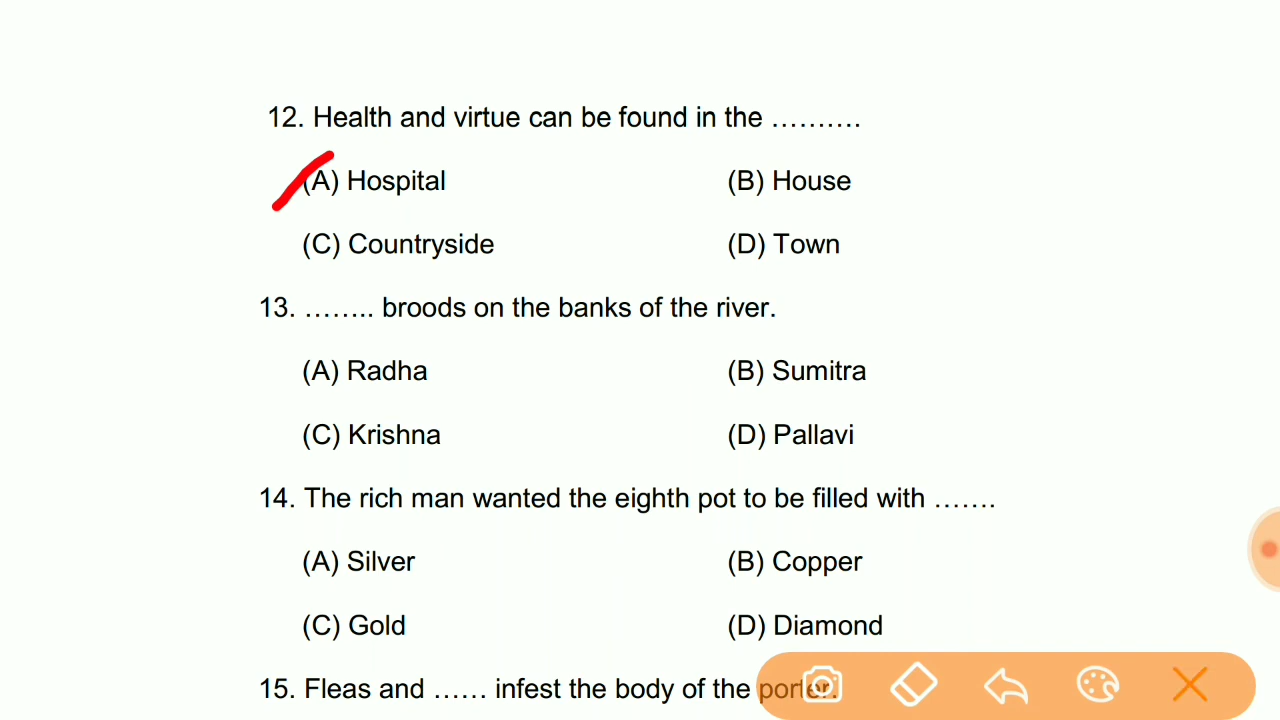 12. Health and virtue can be found in the ……….
(A) Hospital (B) House
(C) Countryside (D) Town
13. …….. broods on the banks of the river.
(A) Radha (B) Sumitra
(C) Krishna (D) Pallavi
14. The rich man wanted the eighth pot to be filled with …….
(A) Silver (B) Copper
(C) Gold (D) Diamond
15. Fleas and …… infest the body of the porter.